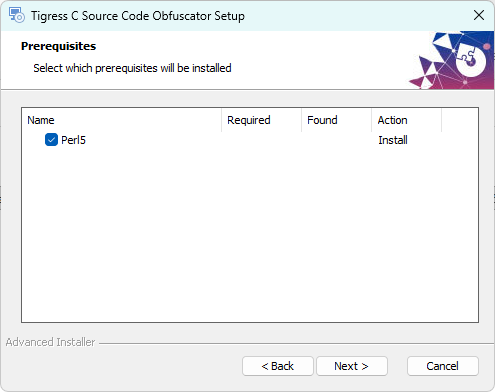 Tigress C Source Code Obfuscator Setup
Prerequisites
Select which prerequisites will be installed
Name Required Found Action
Perl5 Install
Advanced Installer
< Back Next > Cancel